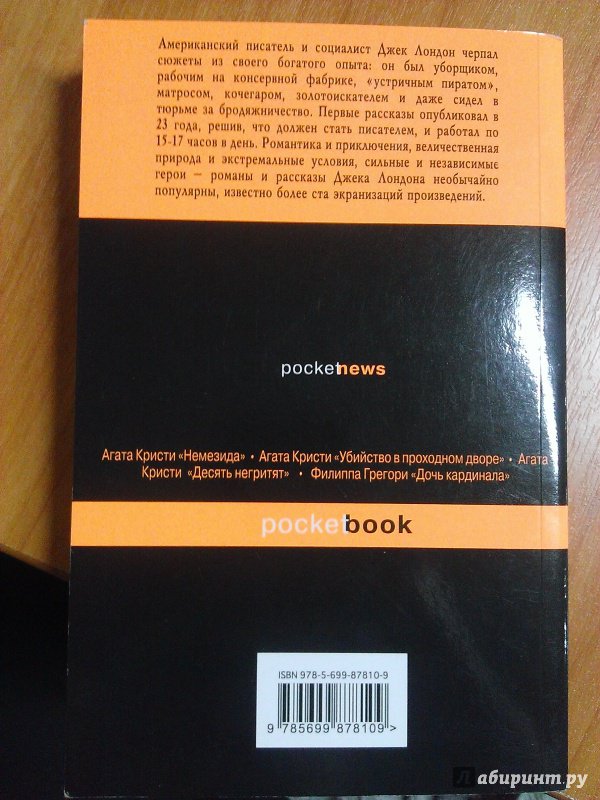 Американский писатель и социалист Джек Лондон черпал
сюжеты из своего богатого опыта: он был уборщиком,
рабочим на консервной фабрике, «устричным пиратом»,
матросом, кочегаром, золотоискателем и даже сидел в
тюрьме за бродяжничество. Первые рассказы опубликовал в
23 года, решив, что должен стать писателем, и работал по
15-17 часов в день. Романтика и приключения, величественная
природа и экстремальные условия, сильные и независимые
герои – романы и рассказы Джека Лондона необычайно
популярны, известно более ста экранизаций произведений.
pocketnews
Агата Кристи «Немезида» • Агата Кристи «Убийство в проходном дворе» • Агата
Кристи «Десять негритят» • Филиппа Грегори «Дочь кардинала»
pocketbook
ISBN 978-5-699-87810-9
9 785699 878109 >
Лабиринт.ру